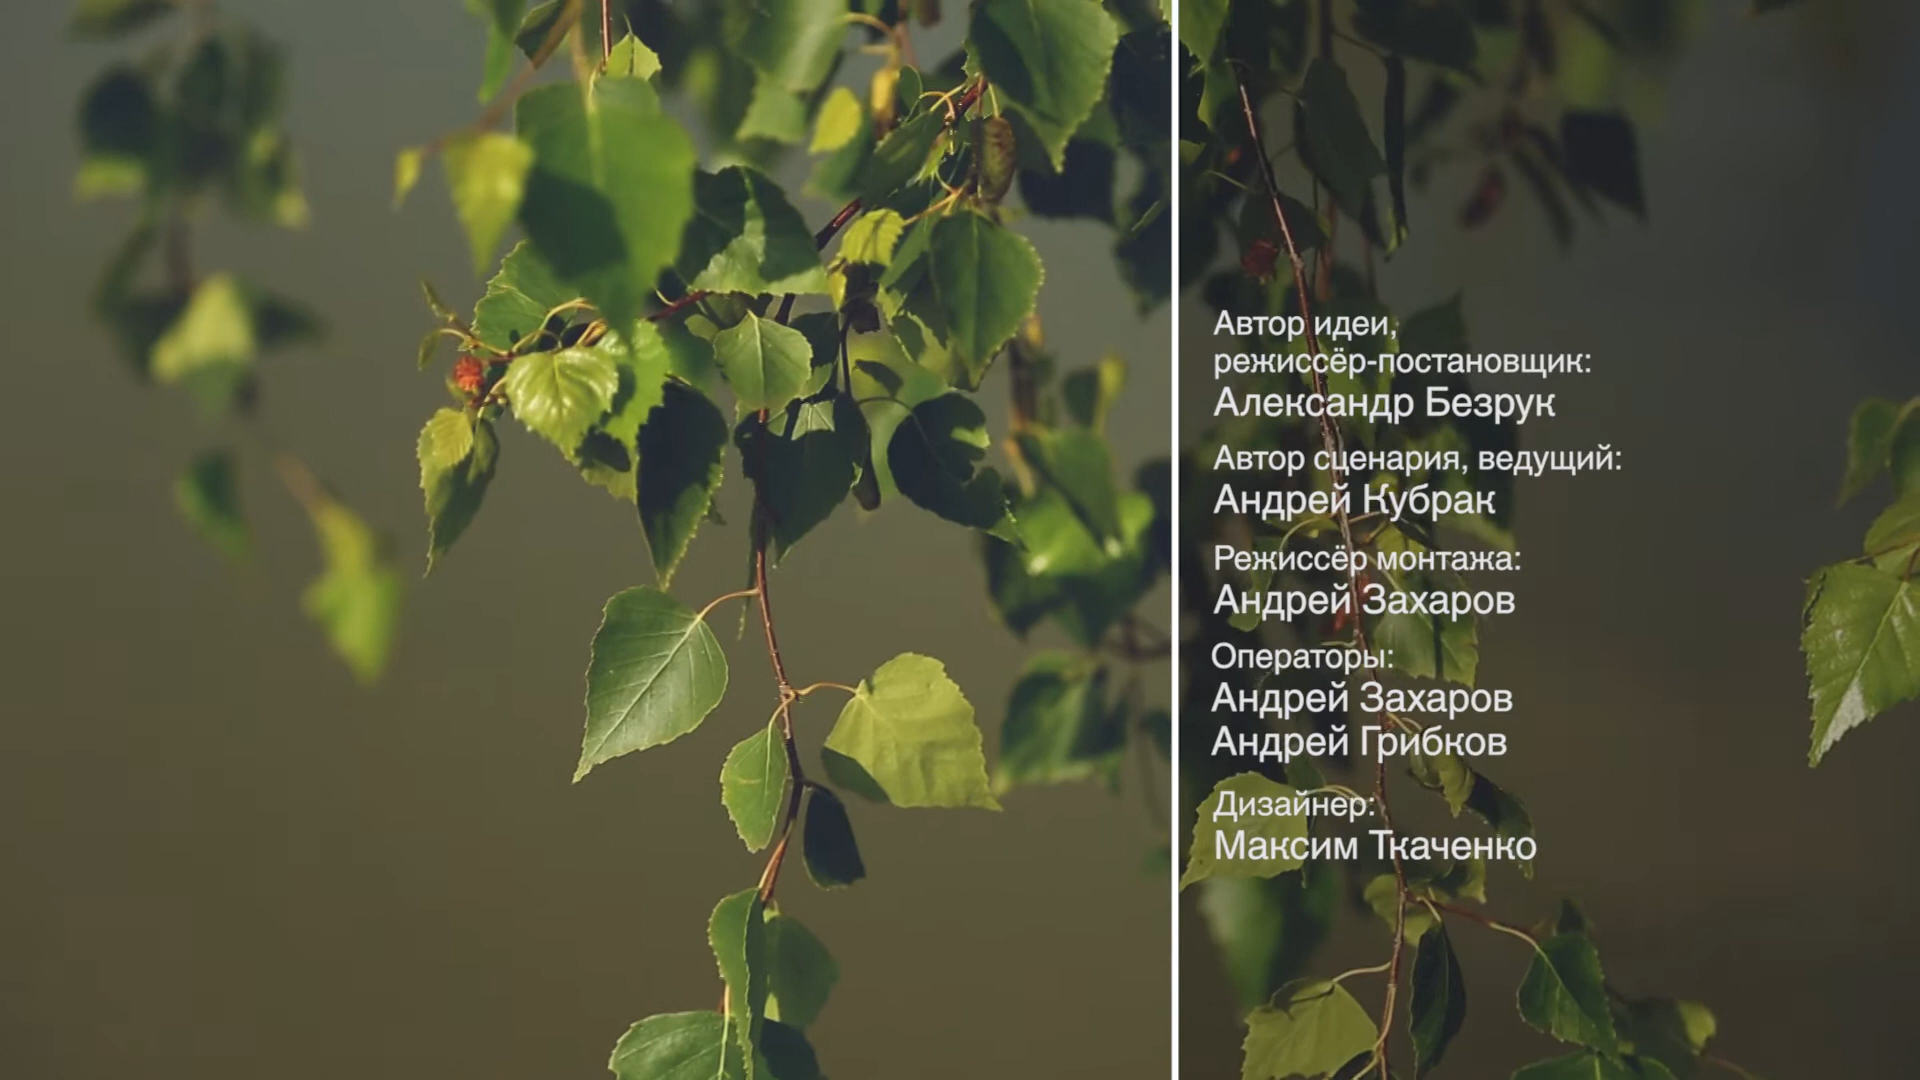 Автор идеи,
режиссёр-постановщик:
Александр Безрук
Автор сценария, ведущий:
Андрей Кубрак
Режиссёр монтажа:
Андрей Захаров
Операторы:
Андрей Захаров
Андрей Грибков
Дизайнер:
Максим Ткаченко